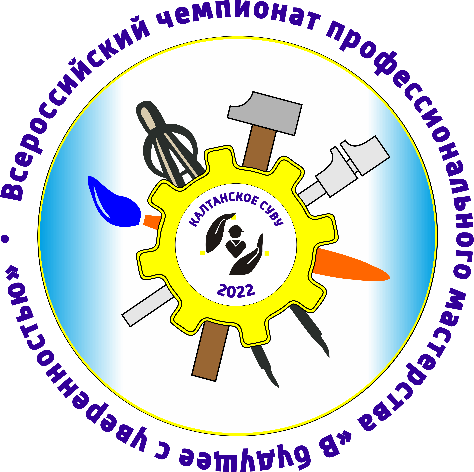 • Всероссийский чемпионат профессионального мастерства «В будущее с уверенностью»
КАЛТАНСКОЕ СУВУ
2022